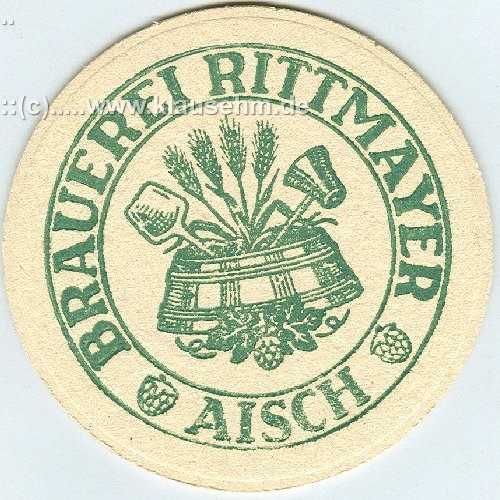 ::(c).....www.klausehm.de
BRAUEREI RITTMAYER
AISCH